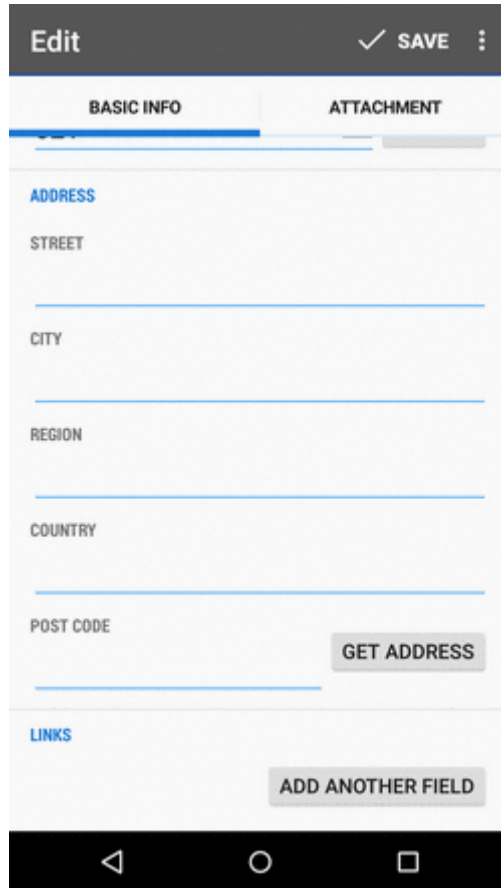 Edit
SAVE
BASIC INFO
ATTACHMENT
ADDRESS
STREET
CITY
REGION
COUNTRY
POST CODE
GET ADDRESS
LINKS
ADD ANOTHER FIELD